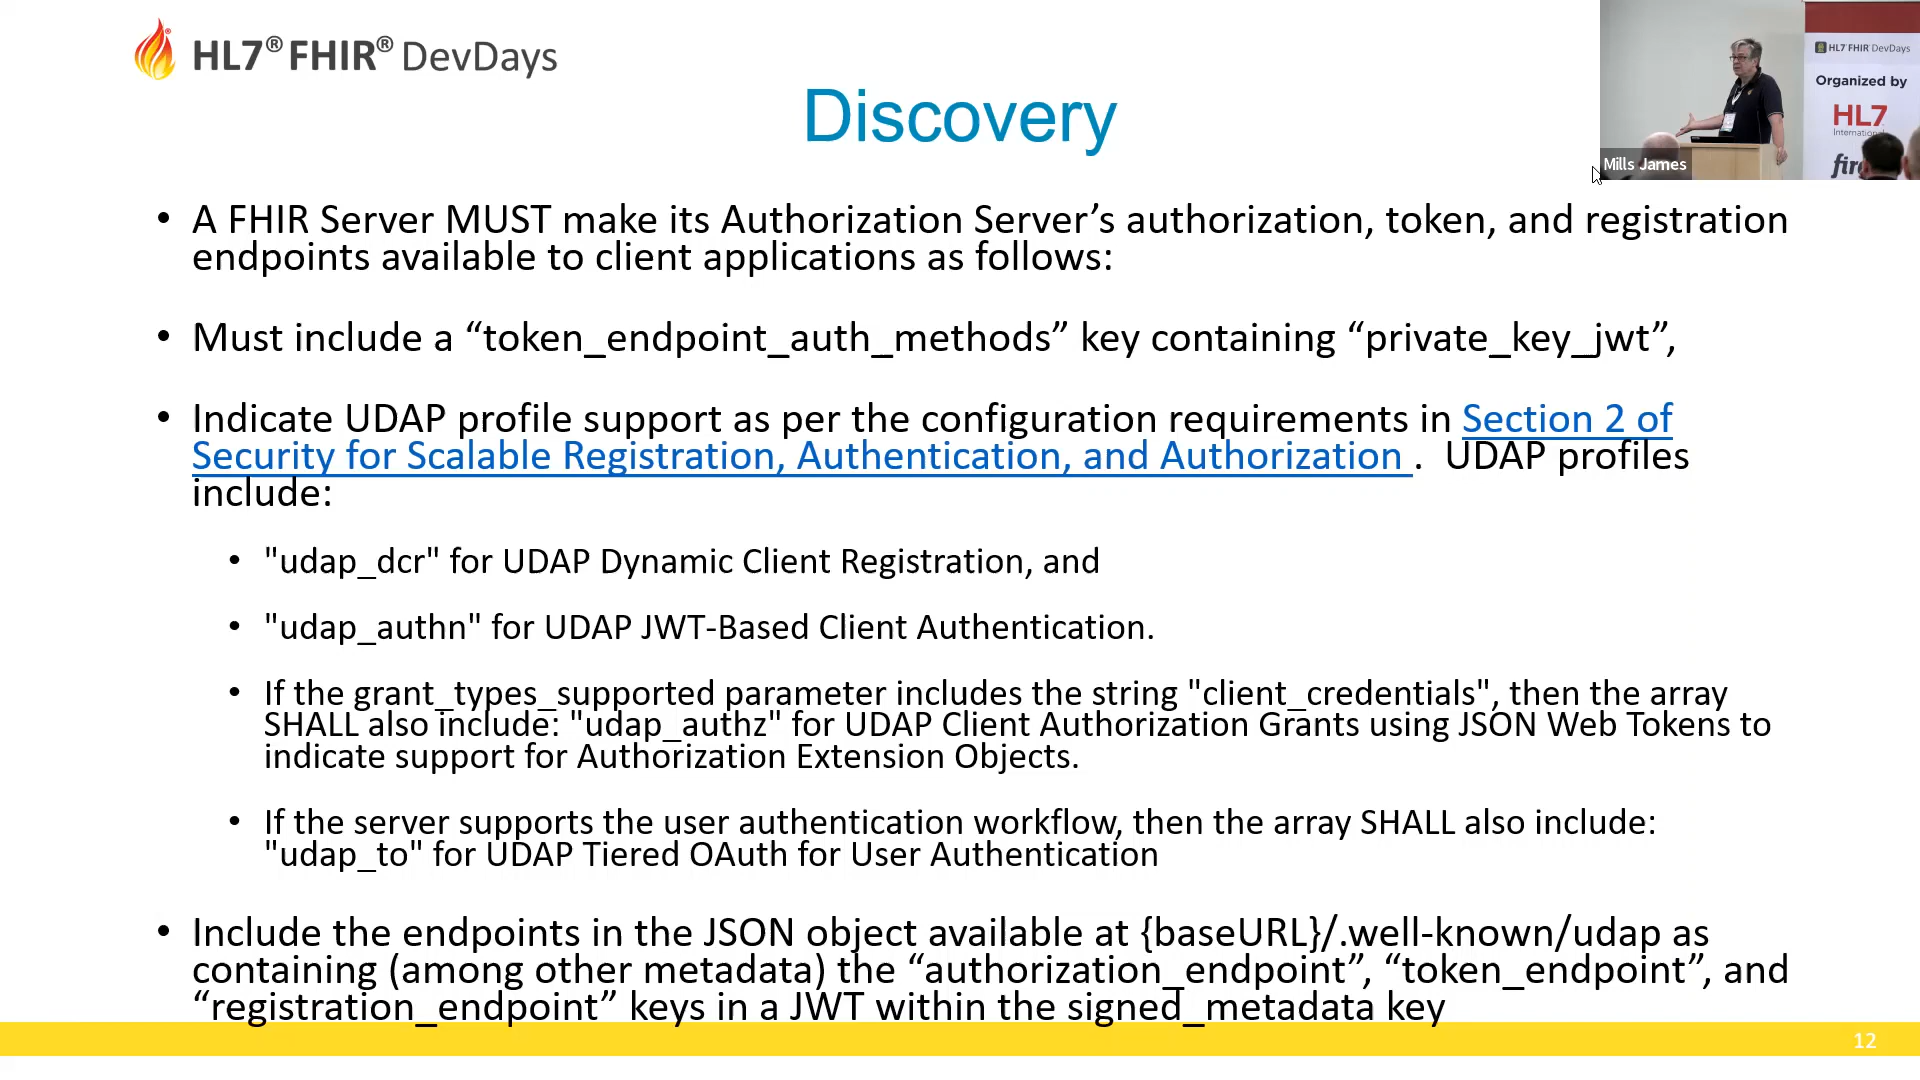 HL7® FHIR® DevDays
HL7 FHIR DevDays
Organized by
HL7
International
Mills James
Discovery
• A FHIR Server MUST make its Authorization Server’s authorization, token, and registration
endpoints available to client applications as follows:
• Must include a “token_endpoint_auth_methods” key containing “private_key_jwt”,
• Indicate UDAP profile support as per the configuration requirements in Section 2 of
Security for Scalable Registration, Authentication, and Authorization . UDAP profiles
include:
• "udap_dcr" for UDAP Dynamic Client Registration, and
• "udap_authn" for UDAP JWT-Based Client Authentication.
• If the grant_types_supported parameter includes the string "client_credentials", then the array
SHALL also include: "udap_authz" for UDAP Client Authorization Grants using JSON Web Tokens to
indicate support for Authorization Extension Objects.
• If the server supports the user authentication workflow, then the array SHALL also include:
"udap_to" for UDAP Tiered OAuth for User Authentication
• Include the endpoints in the JSON object available at {baseURL}/.well-known/udap as
containing (among other metadata) the “authorization_endpoint”, “token_endpoint”, and
“registration_endpoint” keys in a JWT within the signed_metadata key
12